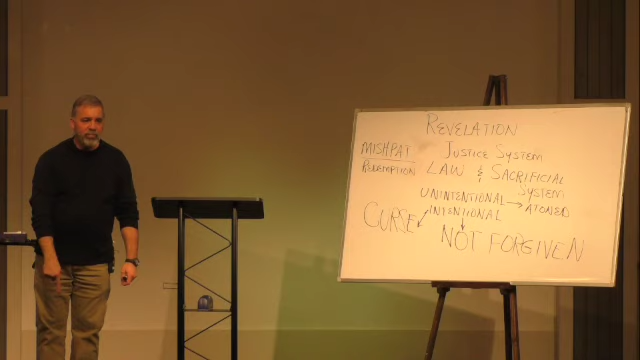 REVELATION
MISHPAT JUSTICE SYSTEM
REDEMPTION LAW & SACRIFICIAL
SYSTEM
UNINTENTIONAL → ATONED
CURSE INTENTIONAL
NOT FORGIVEN